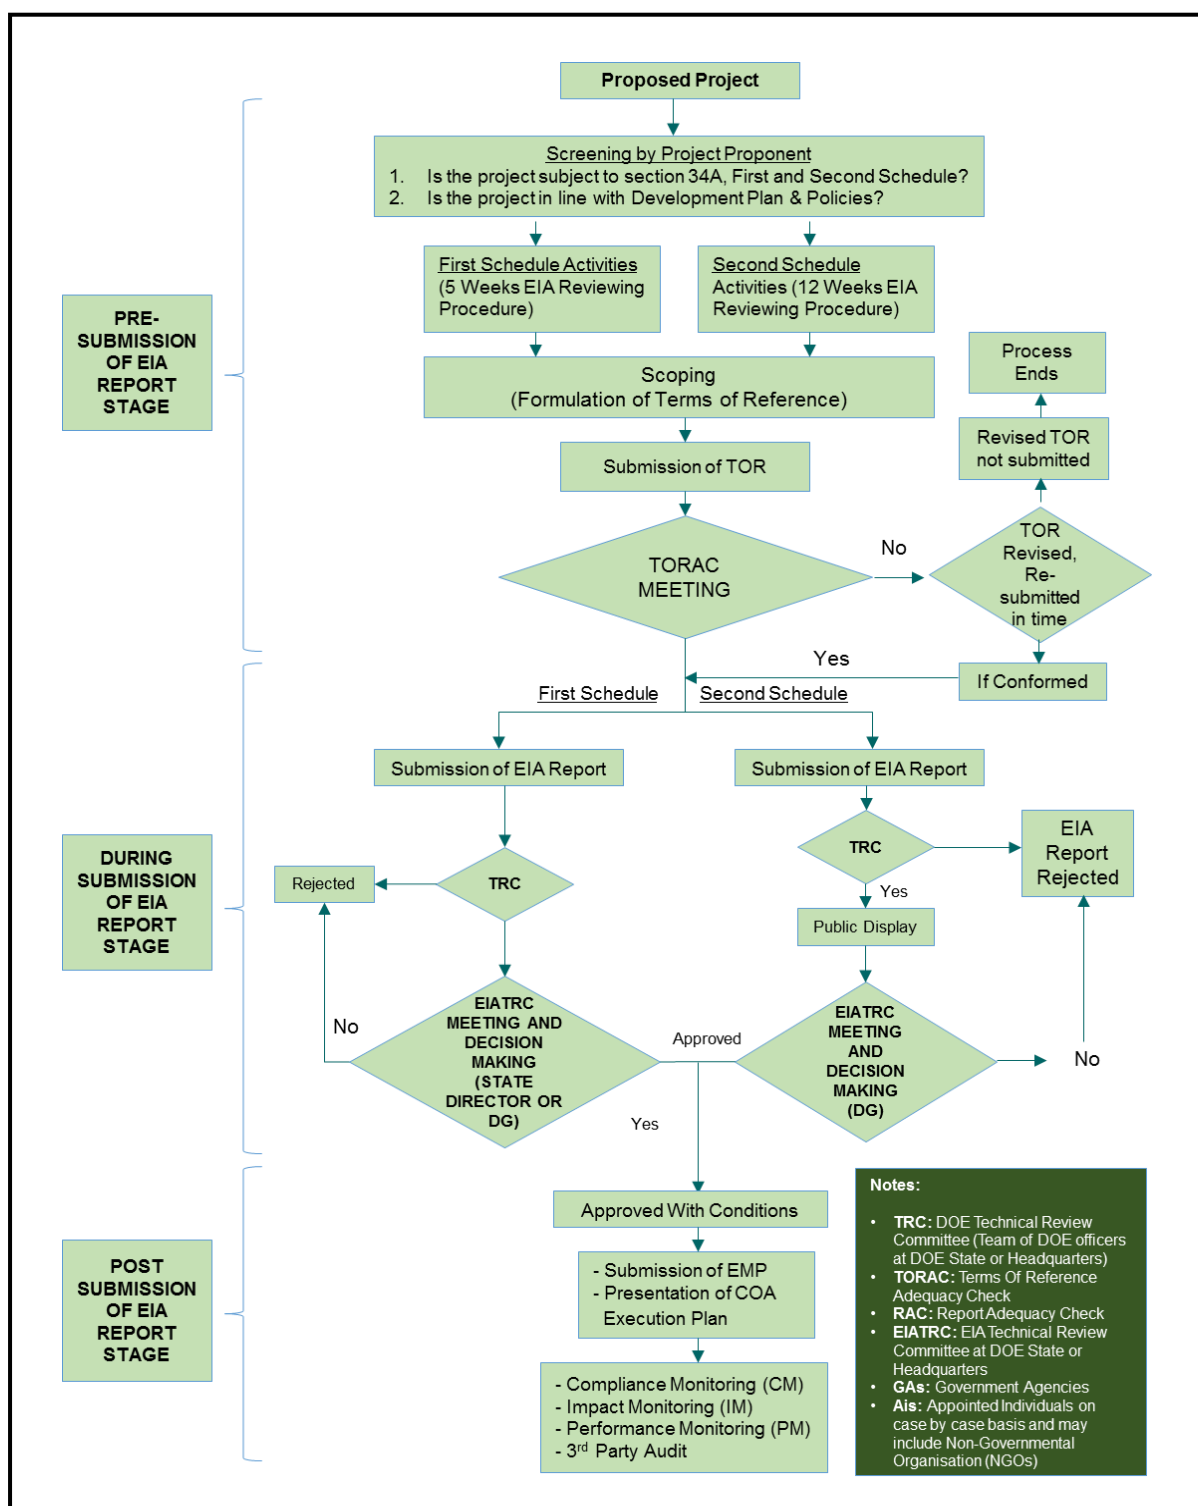 Proposed Project
Screening by Project Proponent
1. Is the project subject to section 34A, First and Second Schedule?
2. Is the project in line with Development Plan & Policies?
First Schedule Activities
(5 Weeks EIA Reviewing
Procedure)
Second Schedule
Activities (12 Weeks EIA
Reviewing Procedure)
PRE-
SUBMISSION
OF EIA
REPORT
STAGE
Scoping
(Formulation of Terms of Reference)
Process
Ends
Revised TOR
not submitted
Submission of TOR
TORAC
MEETING
No
TOR
Revised,
Re-
submitted
in time
Yes
If Conformed
First Schedule
Second Schedule
Submission of EIA Report
Submission of EIA Report
DURING
SUBMISSION
OF EIA
REPORT
STAGE
Rejected
TRC
TRC
EIA
Report
Rejected
Yes
Public Display
No
EIATRC
MEETING AND
DECISION
MAKING
(STATE
DIRECTOR OR
DG)
Approved
EIATRC
MEETING
AND
DECISION
MAKING
(DG)
No
Yes
POST
SUBMISSION
OF EIA
REPORT
STAGE
Approved With Conditions
- Submission of EMP
- Presentation of COA
Execution Plan
- Compliance Monitoring (CM)
- Impact Monitoring (IM)
- Performance Monitoring (PM)
- 3rd Party Audit
Notes:
• TRC: DOE Technical Review
Committee (Team of DOE officers
at DOE State or Headquarters)
• TORAC: Terms Of Reference
Adequacy Check
• RAC: Report Adequacy Check
• EIATRC: EIA Technical Review
Committee at DOE State or
Headquarters
• GAs: Government Agencies
• Ais: Appointed Individuals on
case by case basis and may
include Non-Governmental
Organisation (NGOs)